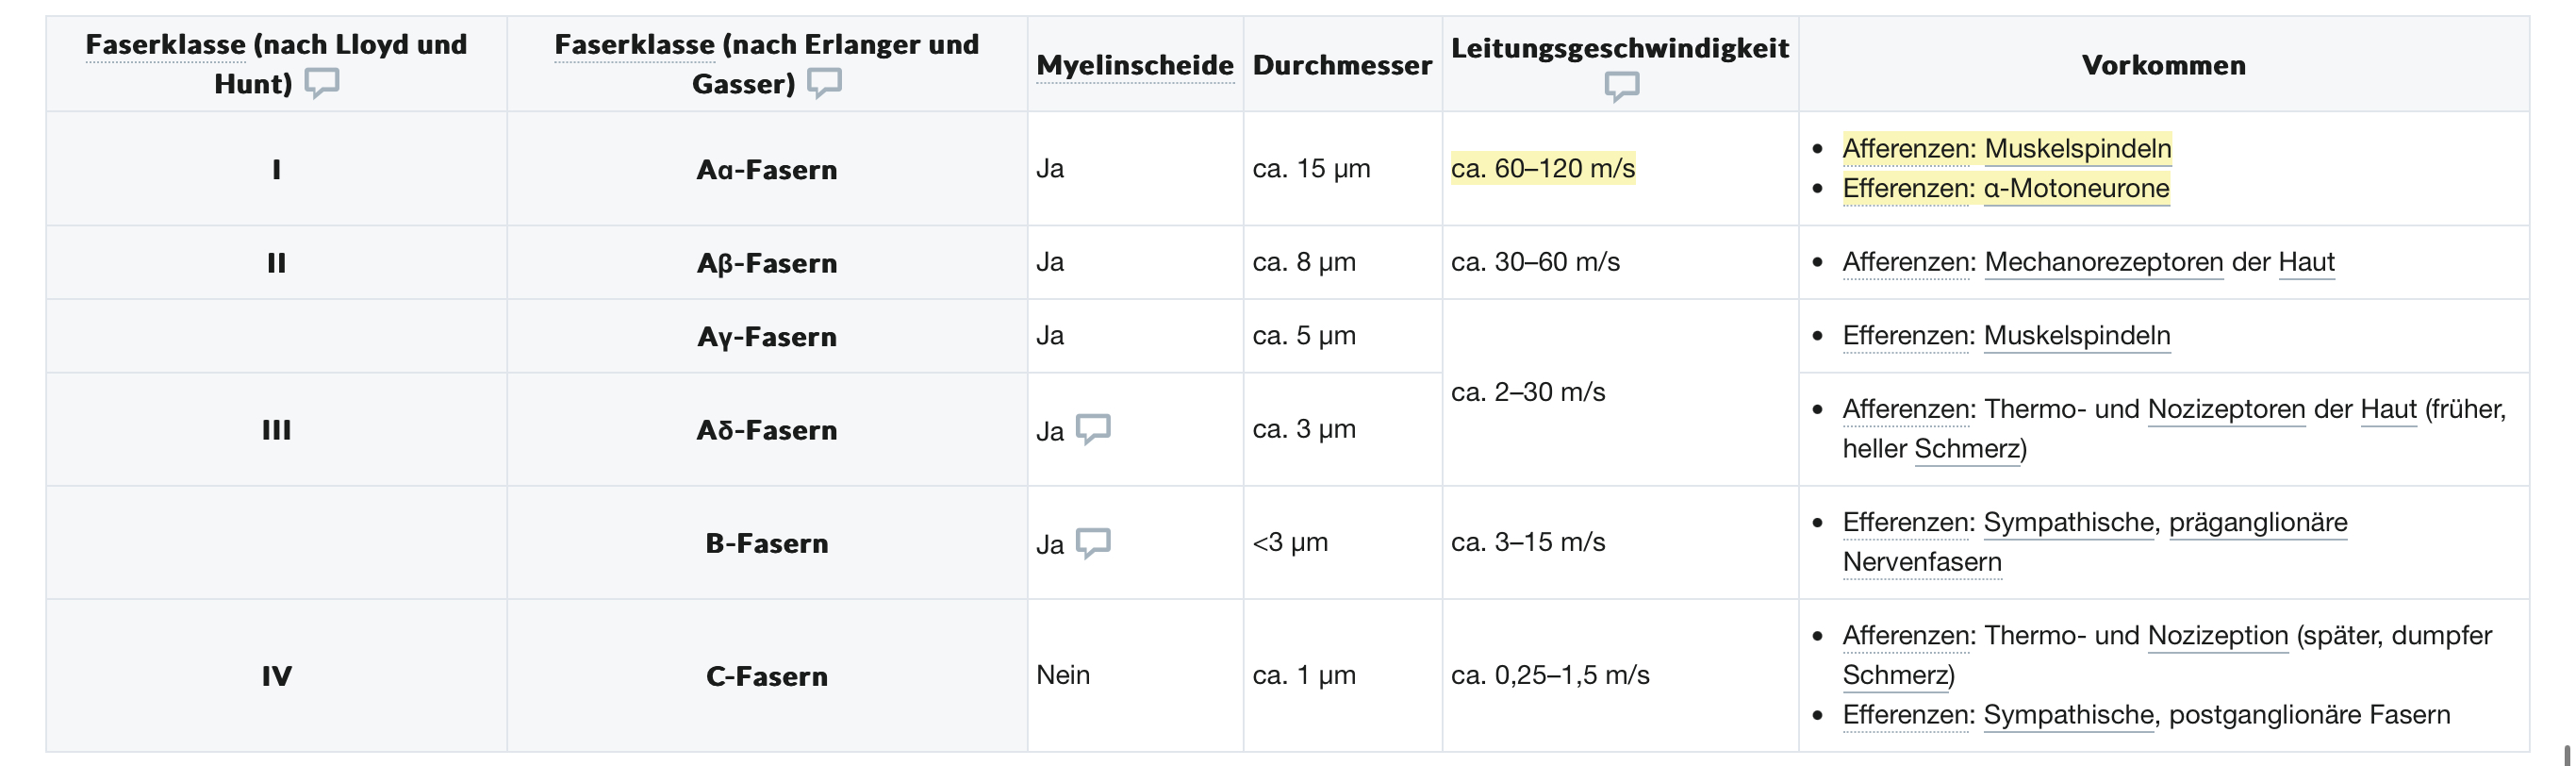 Faserklasse (nach Lloyd und
Hunt)
Faserklasse (nach Erlanger und
Gasser)
Myelinscheide
Durchmesser
Leitungsgeschwindigkeit
Vorkommen
I
Aα-Fasern
Ja
ca. 15 µm
ca. 60–120 m/s
Afferenzen: Muskelspindeln
Efferenzen: α-Motoneurone
II
Aβ-Fasern
Ja
ca. 8 µm
ca. 30–60 m/s
Afferenzen: Mechanorezeptoren der Haut
Aγ-Fasern
Ja
ca. 5 µm
ca. 2–30 m/s
Efferenzen: Muskelspindeln
III
Aδ-Fasern
Ja
ca. 3 µm
Afferenzen: Thermo- und Nozizeptoren der Haut (früher,
heller Schmerz)
B-Fasern
Ja
<3 µm
ca. 3–15 m/s
Efferenzen: Sympathische, präganglionäre
Nervenfasern
IV
C-Fasern
Nein
ca. 1 µm
ca. 0,25–1,5 m/s
Afferenzen: Thermo- und Nozizeption (später, dumpfer
Schmerz)
Efferenzen: Sympathische, postganglionäre Fasern